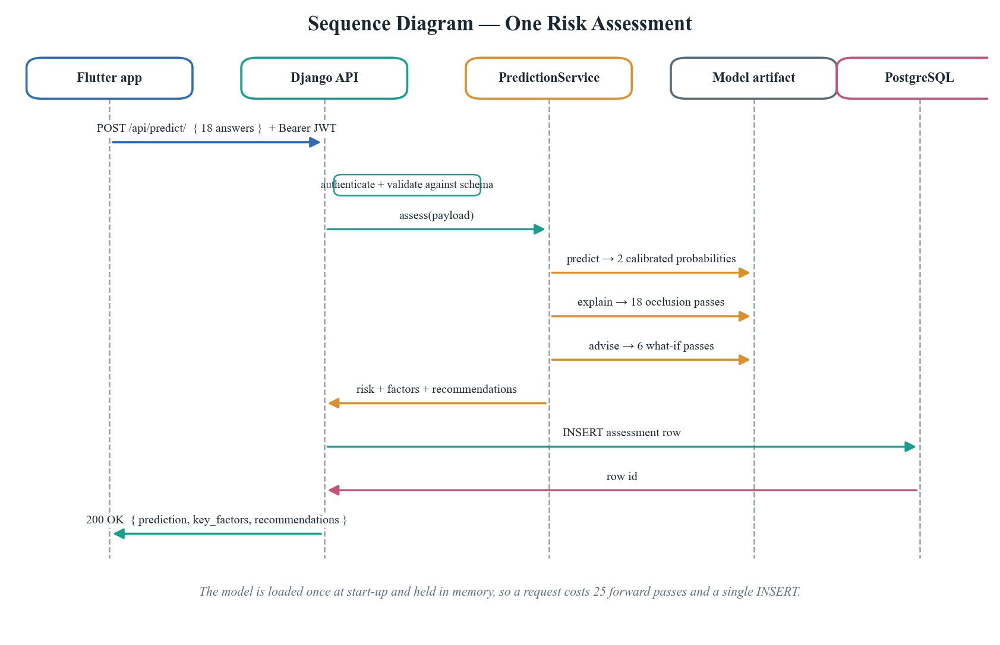 Sequence Diagram — One Risk Assessment
Flutter app
Django API
PredictionService
Model artifact
PostgreSQL
POST /api/predict/ { 18 answers } + Bearer JWT
authenticate + validate against schema
assess(payload)
predict → 2 calibrated probabilities
explain → 18 occlusion passes
advise → 6 what-if passes
risk + factors + recommendations
INSERT assessment row
row id
200 OK { prediction, key_factors, recommendations }
The model is loaded once at start-up and held in memory, so a request costs 25 forward passes and a single INSERT.